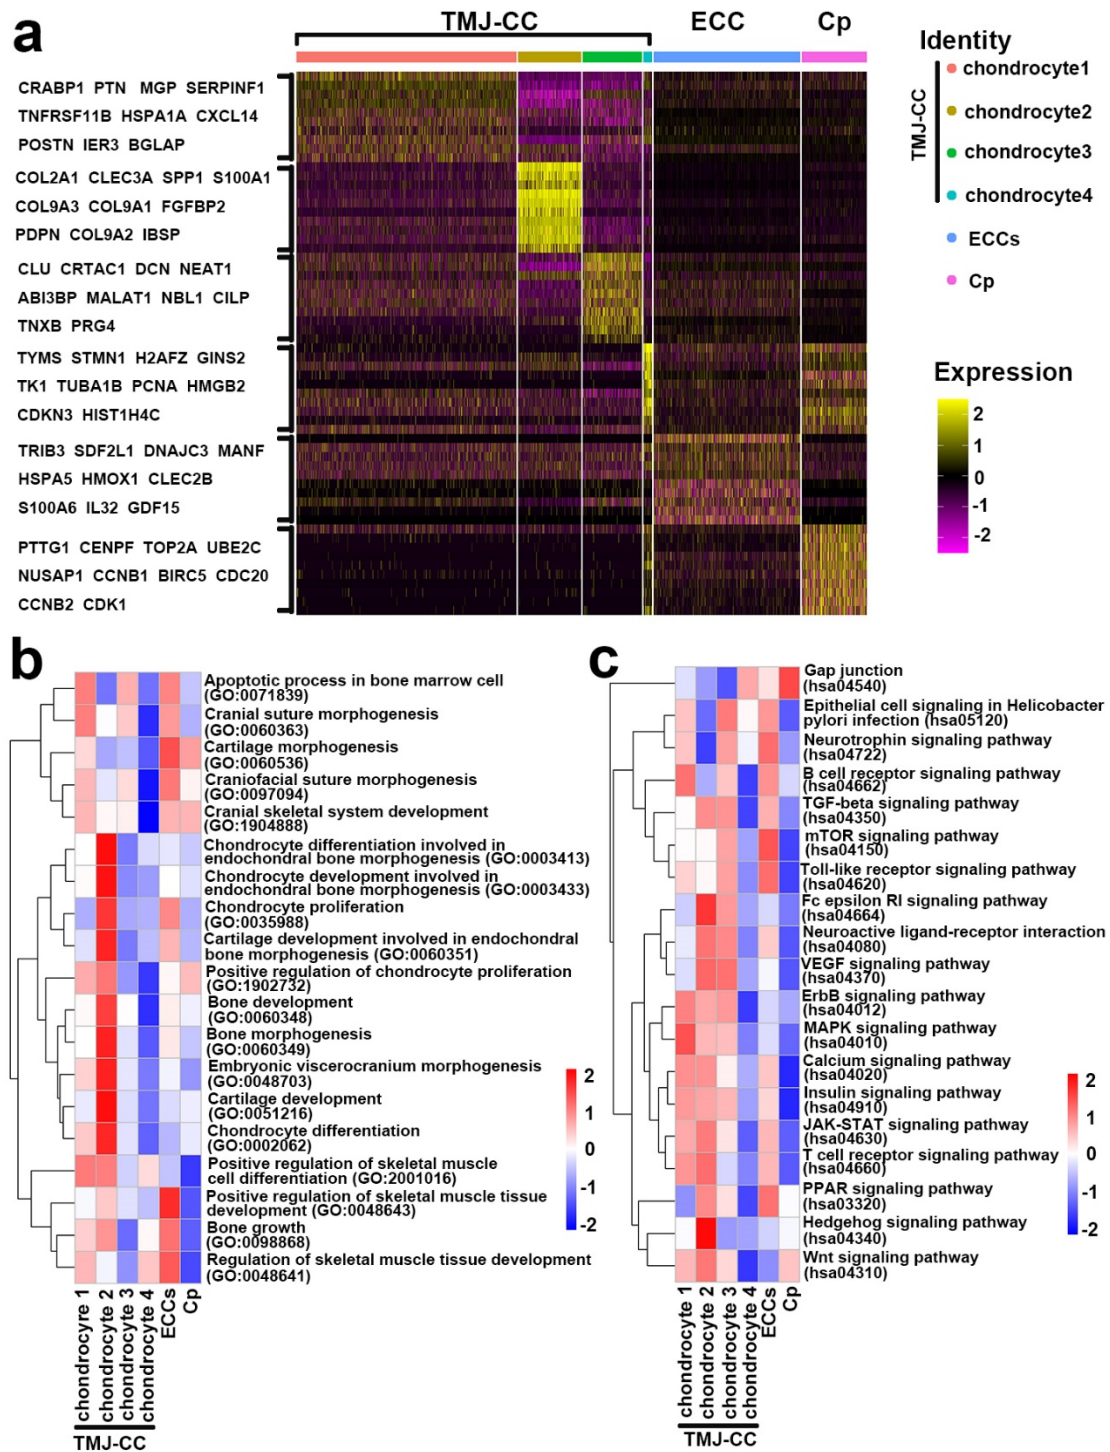 a
TMJ-CC
ECC
Cp
CRABP1 PTN MGP SERPINF1
TNFRSF11B HSPA1A CXCL14
POSTN IER3 BGLAP
COL2A1 CLEC3A SPP1 S100A1
COL9A3 COL9A1 FGFBP2
PDPN COL9A2 IBSP
CLU CRTAC1 DCN NEAT1
ABI3BP MALAT1 NBL1 CILP
TNXB PRG4
TYMS STMN1 H2AFZ GINS2
TK1 TUBA1B PCNA HMGB2
CDKN3 HIST1H4C
TRIB3 SDF2L1 DNAJC3 MANF
HSPA5 HMOX1 CLEC2B
S100A6 IL32 GDF15
PTTG1 CENPF TOP2A UBE2C
NUSAP1 CCNB1 BIRC5 CDC20
CCNB2 CDK1
Identity
TMJ-CC
chondrocyte1
chondrocyte2
chondrocyte3
chondrocyte4
ECCs
Cp
Expression
2
1
0
-1
-2
b
Apoptotic process in bone marrow cell
(GO:0071839)
Cranial suture morphogenesis
(GO:0060363)
Cartilage morphogenesis
(GO:0060536)
Craniofacial suture morphogenesis
(GO:0097094)
Cranial skeletal system development
(GO:1904888)
Chondrocyte differentiation involved in
endochondral bone morphogenesis (GO:0003413)
Chondrocyte development involved in
endochondral bone morphogenesis (GO:0003433)
Chondrocyte proliferation
(GO:0035988)
Cartilage development involved in endochondral
bone morphogenesis (GO:0060351)
Positive regulation of chondrocyte proliferation
(GO:1902732)
Bone development
(GO:0060348)
Bone morphogenesis
(GO:0060349)
Embryonic viscerocranium morphogenesis
(GO:0048703)
Cartilage development
(GO:0051216)
Chondrocyte differentiation
(GO:0002062)
Positive regulation of skeletal muscle
cell differentiation (GO:2001016)
Positive regulation of skeletal muscle tissue
development (GO:0048643)
Bone growth
(GO:0098868)
Regulation of skeletal muscle tissue development
(GO:0048641)
2
1
0
-1
-2
chondrocyre 1
chondrocyte 2
chondrocyte 3
chondrocyte 4
ECCs
Cp
TMJ-CC
c
Gap junction
(hsa04540)
Epithelial cell signaling in Helicobacter
pylori infection (hsa05120)
Neurotrophin signaling pathway
(hsa04722)
B cell receptor signaling pathway
(hsa04662)
TGF-beta signaling pathway
(hsa04350)
mTOR signaling pathway
(hsa04150)
Toll-like receptor signaling pathway
(hsa04620)
Fc epsilon RI signaling pathway
(hsa04664)
Neuroactive ligand-receptor interaction
(hsa04080)
VEGF signaling pathway
(hsa04370)
ErbB signaling pathway
(hsa04012)
MAPK signaling pathway
(hsa04010)
Calcium signaling pathway
(hsa04020)
Insulin signaling pathway
(hsa04910)
JAK-STAT signaling pathway
(hsa04630)
T cell receptor signaling pathway
(hsa04660)
PPAR signaling pathway
(hsa03320)
Hedgehog signaling pathway
(hsa04340)
Wnt signaling pathway
(hsa04310)
2
1
0
-1
-2
chondrocyte 1
chondrocyte 2
chondrocyte 3
chondrocyte 4
ECCs
Cp
TMJ-CC